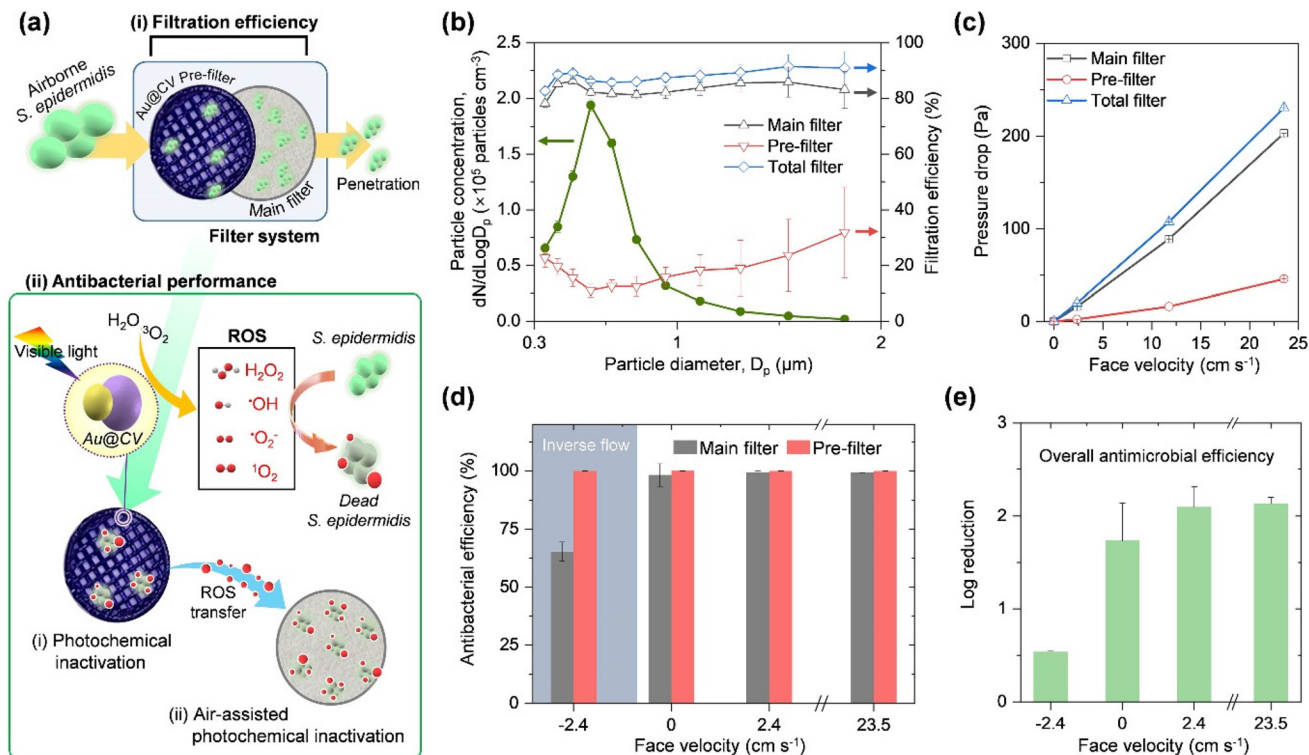 (a)
(i) Filtration efficiency
Airborne
S. epidermidis
Au@CV Pre-filter
Main filter
Penetration
Filter system
(ii) Antibacterial performance
H2O
3O2
Visible light
Au@CV
ROS
H2O2
•OH
•O2-
1O2
S. epidermidis
Dead
S. epidermidis
ROS
transfer
(i) Photochemical
inactivation
(ii) Air-assisted
photochemical inactivation
(b)
Particle concentration,
dN/dLogDp (×10⁵ particles cm-3)
2.5
2.0
1.5
1.0
0.5
0.0
100
80
60
40
20
0
Filtration efficiency (%)
Main filter
Pre-filter
Total filter
0.3
1
2
Particle diameter, Dp (µm)
(c)
Pressure drop (Pa)
300
200
100
0
Main filter
Pre-filter
Total filter
0
5
10
15
20
25
Face velocity (cm s-1)
(d)
Antibacterial efficiency (%)
100
75
50
25
0
Inverse flow
Main filter
Pre-filter
-2.4
0
2.4
23.5
Face velocity (cm s-1)
(e)
Log reduction
3
2
1
0
Overall antimicrobial efficiency
-2.4
0
2.4
23.5
Face velocity (cm s-1)